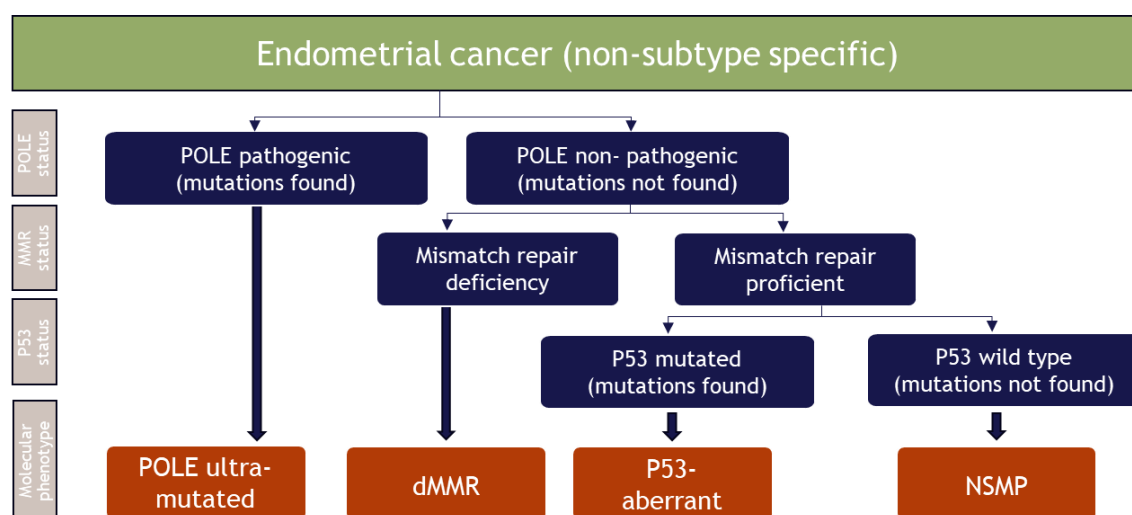 Endometrial cancer (non-subtype specific)
POLE
status
POLE pathogenic
(mutations found)
POLE non- pathogenic
(mutations not found)
MMR
status
Mismatch repair
deficiency
Mismatch repair
proficient
P53
status
P53 mutated
(mutations found)
P53 wild type
(mutations not found)
Molecular
phenotype
POLE ultra-
mutated
dMMR
P53-
aberrant
NSMP